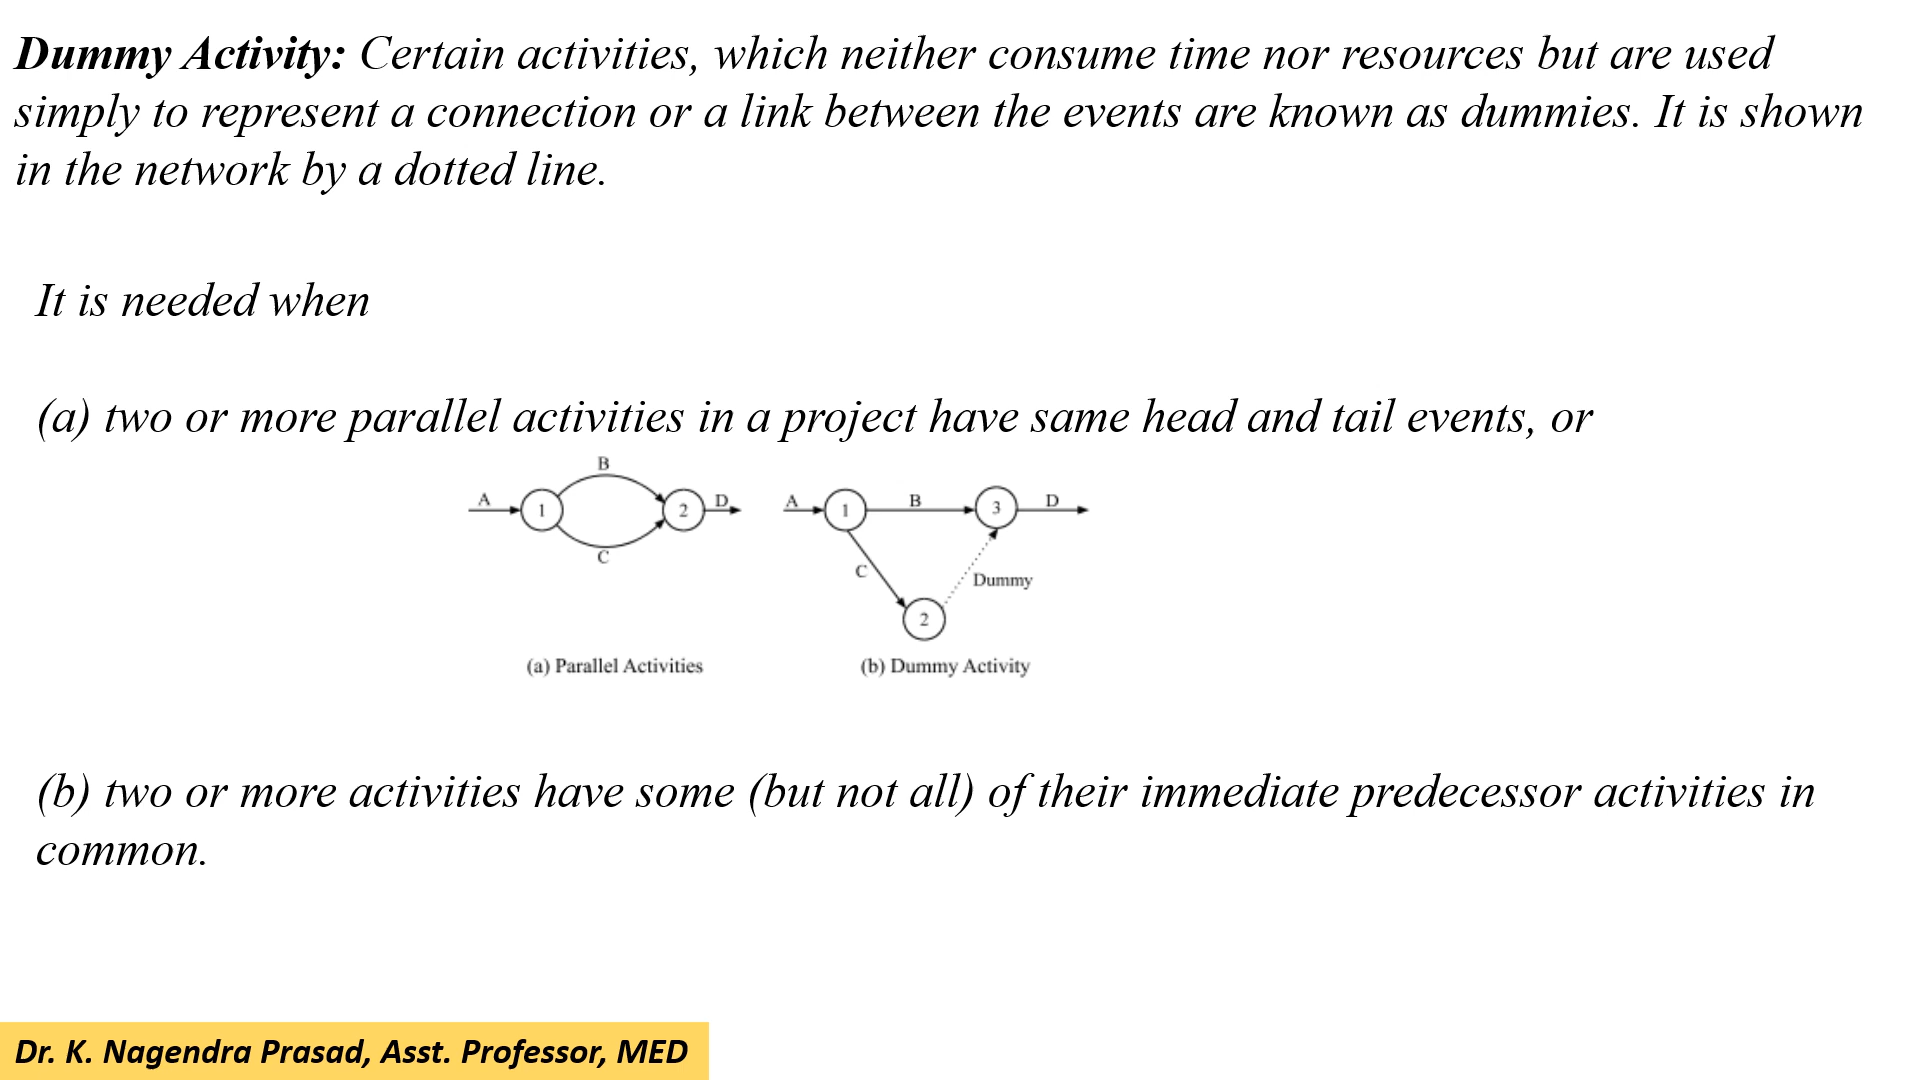 Dummy Activity: Certain activities, which neither consume time nor resources but are used
simply to represent a connection or a link between the events are known as dummies. It is shown
in the network by a dotted line.
It is needed when
(a) two or more parallel activities in a project have same head and tail events, or
B
A 1 2 D
C
A 1 B 3 D
C Dummy
2
(a) Parallel Activities
(b) Dummy Activity
(b) two or more activities have some (but not all) of their immediate predecessor activities in
common.
Dr. K. Nagendra Prasad, Asst. Professor, MED